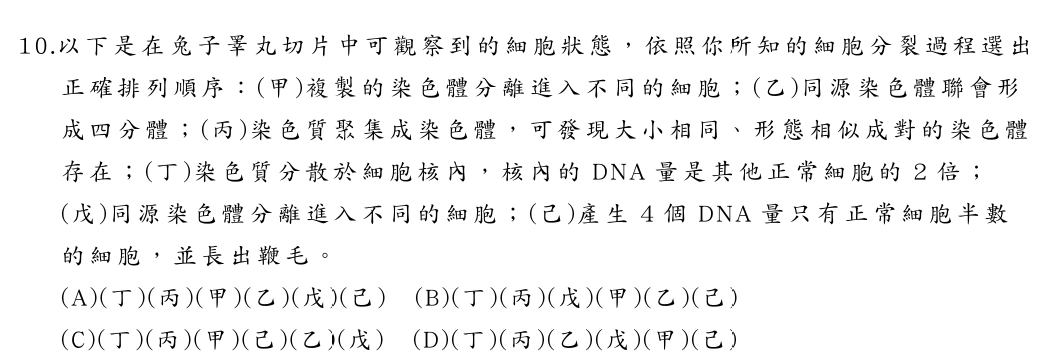 10.以下是在兔子睪丸切片中可觀察到的細胞狀態，依照你所知的細胞分裂過程選出
正確排列順序：(甲)複製的染色體分離進入不同的細胞；(乙)同源染色體聯會形
成四分體；(丙)染色質聚集成染色體，可發現大小相同、形態相似成對的染色體
存在；(丁)染色質分散於細胞核內，核內的 DNA 量是其他正常細胞的 2 倍；
(戊)同源染色體分離進入不同的細胞；(己)產生 4 個 DNA 量只有正常細胞半數
的細胞，並長出鞭毛。
(A)(丁)(丙)(甲)(乙)(戊)(己)　(B)(丁)(丙)(戊)(甲)(乙)(己)
(C)(丁)(丙)(甲)(己)(乙)(戊)　(D)(丁)(丙)(乙)(戊)(甲)(己)